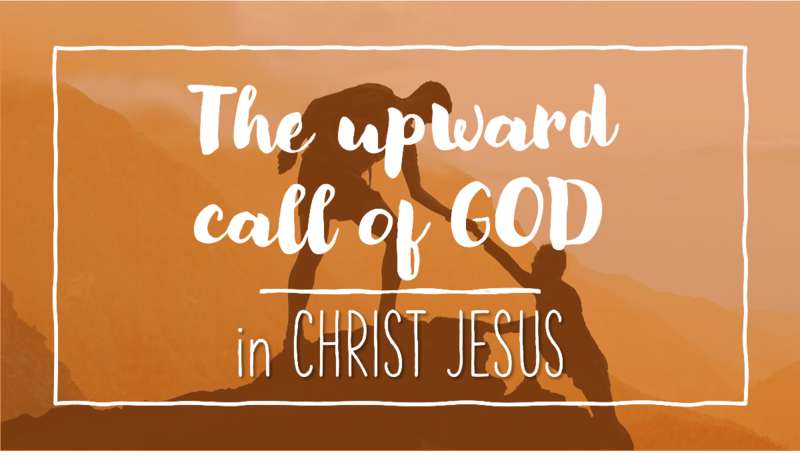 The upward
call of GOD
in CHRIST JESUS